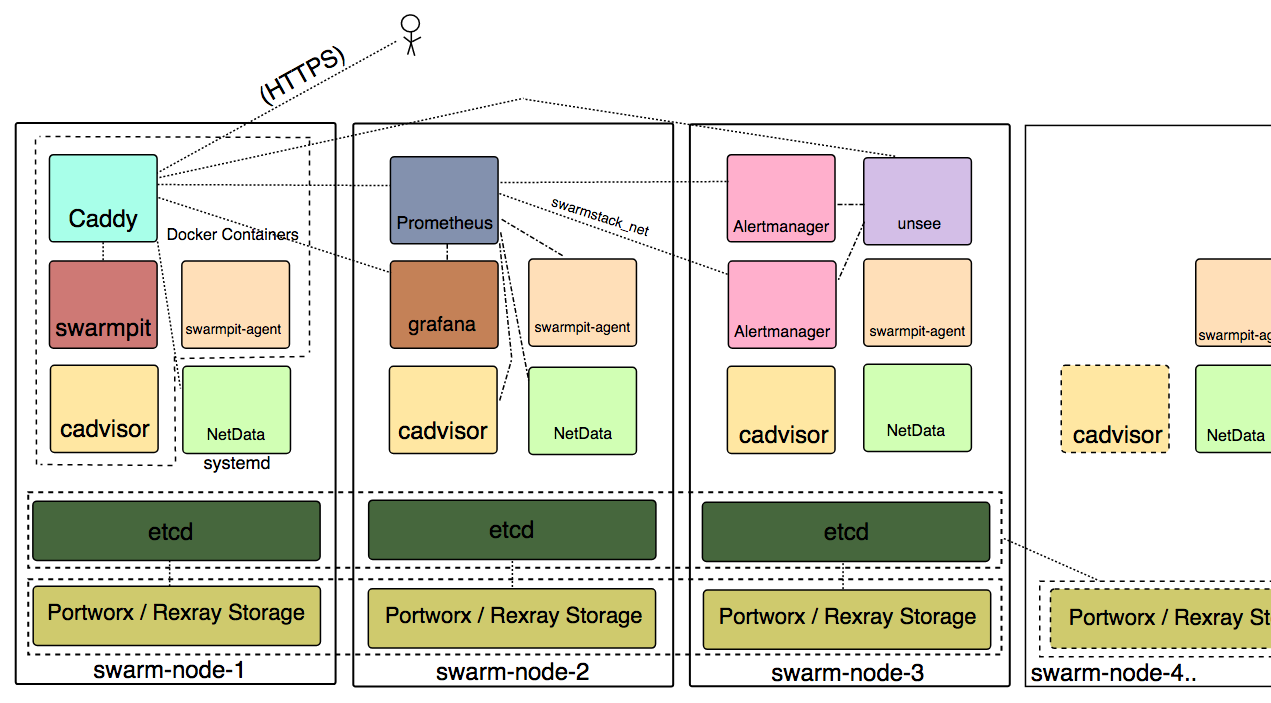 (HTTPS)
Caddy
Docker Containers
swarmpit
swarmpit-agent
cadvisor
NetData
systemd
etcd
Portworx / Rexray Storage
swarm-node-1
Prometheus
swarmstack_net
grafana
swarmpit-agent
cadvisor
NetData
etcd
Portworx / Rexray Storage
swarm-node-2
Alertmanager
unsee
Alertmanager
swarmpit-agent
cadvisor
NetData
etcd
Portworx / Rexray Storage
swarm-node-3
swarmpit-ag
cadvisor
NetData
Portworx / Rexray St
swarm-node-4..